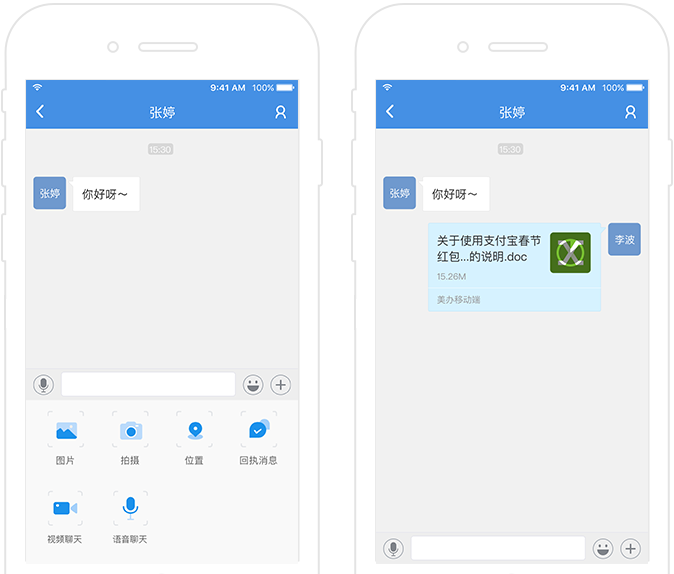 9:41 AM 100%
张婷
15:30
张婷
你好呀～
图片
拍摄
位置
回执消息
视频聊天
语音聊天
9:41 AM 100%
张婷
15:30
张婷
你好呀～
李波
关于使用支付宝春节
红包...的说明.doc
15.26M
美办移动端